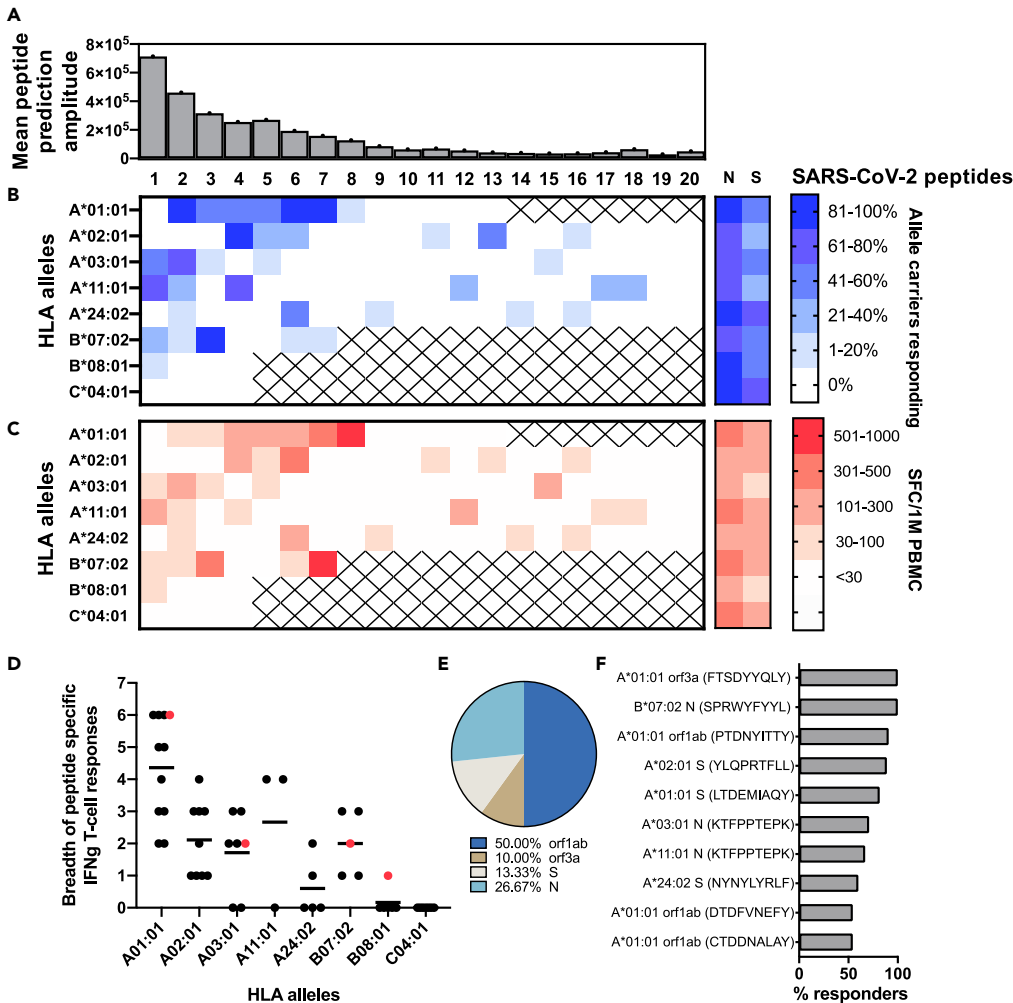 A
Mean peptide
prediction
amplitude
8×10⁵
6×10⁵
4×10⁵
2×10⁵
0
1 2 3 4 5 6 7 8 9 10 11 12 13 14 15 16 17 18 19 20
N S
SARS-CoV-2 peptides
B
HLA alleles
A*01:01
A*02:01
A*03:01
A*11:01
A*24:02
B*07:02
B*08:01
C*04:01
81-100%
61-80%
41-60%
21-40%
1-20%
0%
Allele carriers
responding
C
HLA alleles
A*01:01
A*02:01
A*03:01
A*11:01
A*24:02
B*07:02
B*08:01
C*04:01
501-1000
301-500
101-300
30-100
<30
SFC/1M PBMC
D
Breadth of peptide specific
IFNg T-cell responses
7
6
5
4
3
2
1
0
A01:01
A02:01
A03:01
A11:01
A24:02
B07:02
B08:01
C04:01
HLA alleles
E
50.00% orf1ab
10.00% orf3a
13.33% S
26.67% N
F
A*01:01 orf3a (FTSDYYQLY)
B*07:02 N (SPRWYFYYL)
A*01:01 orf1ab (PTDNYITTY)
A*02:01 S (YLQPRTFLL)
A*01:01 S (LTDEMIAQY)
A*03:01 N (KTFPPTEPK)
A*11:01 N (KTFPPTEPK)
A*24:02 S (NYNYLYRLF)
A*01:01 orf1ab (DTDFVNEFY)
A*01:01 orf1ab (CTDDNALAY)
0 50 100
% responders